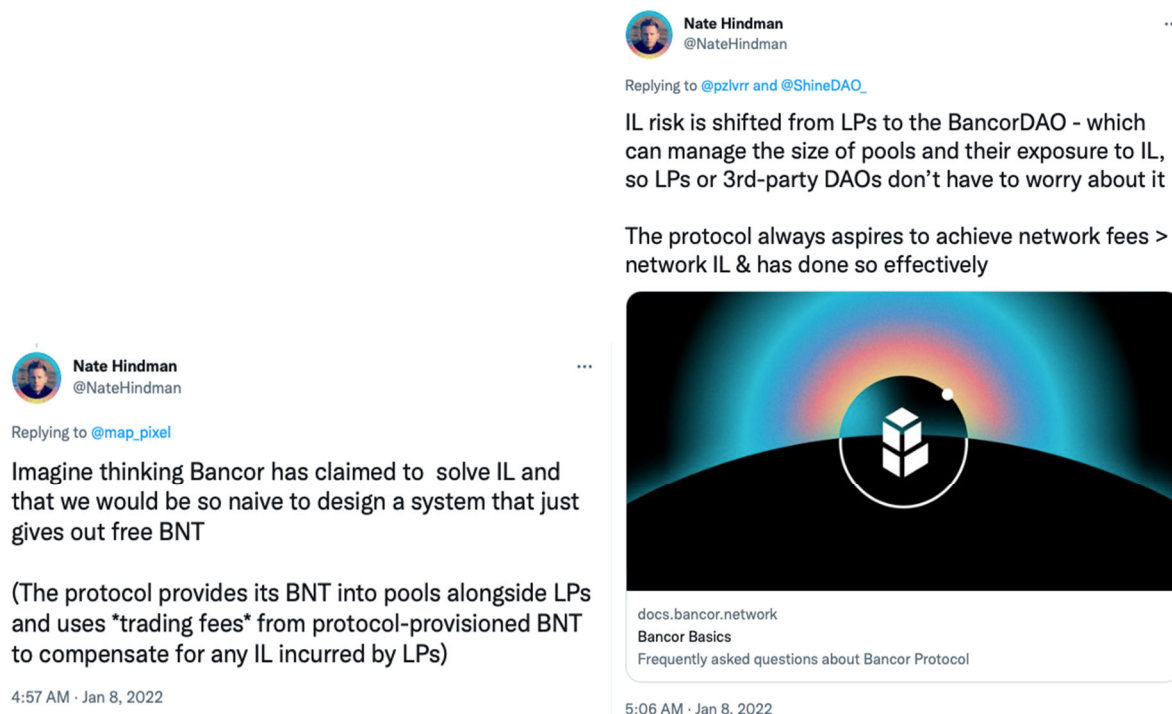 Nate Hindman
@NateHindman
Replying to @map_pixel
Imagine thinking Bancor has claimed to  solve IL and
that we would be so naive to design a system that just
gives out free BNT
(The protocol provides its BNT into pools alongside LPs
and uses *trading fees* from protocol-provisioned BNT
to compensate for any IL incurred by LPs)
4:57 AM · Jan 8, 2022
Nate Hindman
@NateHindman
Replying to @pzlvrr and @ShineDAO_
IL risk is shifted from LPs to the BancorDAO - which
can manage the size of pools and their exposure to IL,
so LPs or 3rd-party DAOs don’t have to worry about it
The protocol always aspires to achieve network fees >
network IL & has done so effectively
docs.bancor.network
Bancor Basics
Frequently asked questions about Bancor Protocol
5:06 AM · Jan 8, 2022